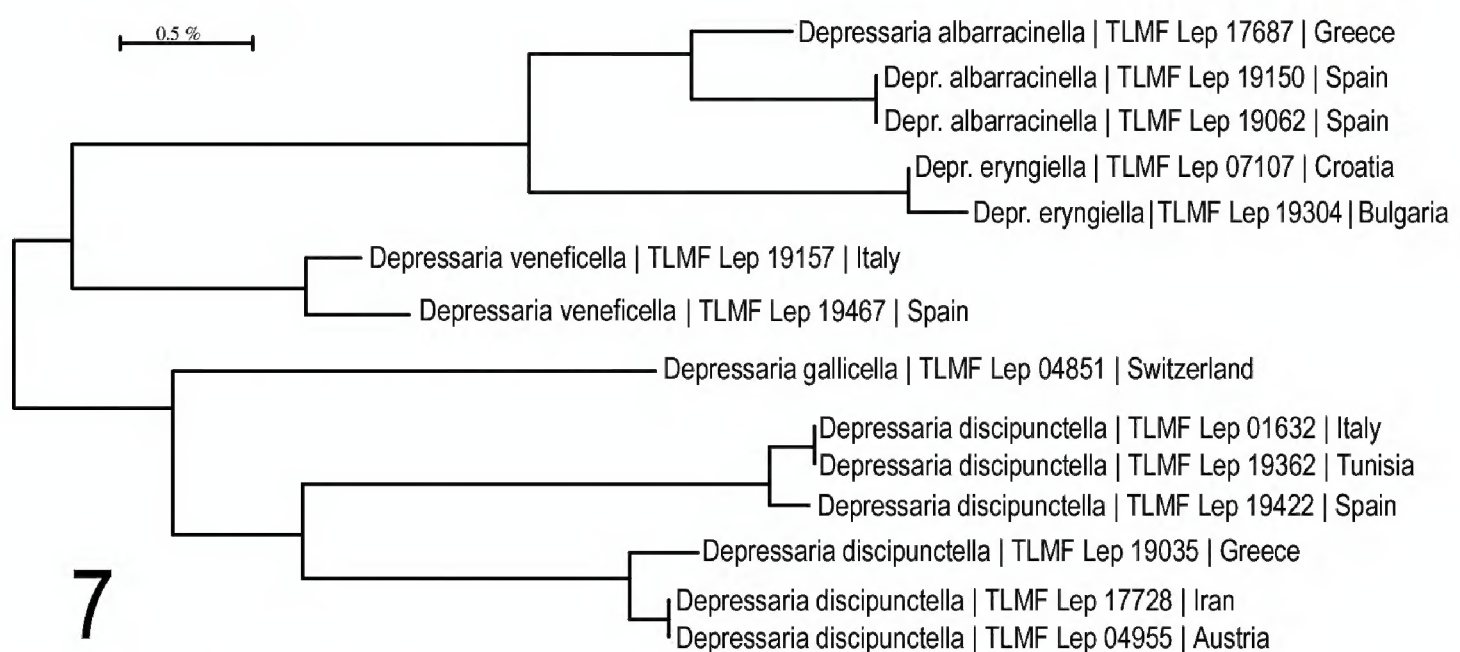 0.5 %
Depressaria albarracinella | TLMF Lep 17687 | Greece
Depr. albarracinella | TLMF Lep 19150 | Spain
Depr. albarracinella | TLMF Lep 19062 | Spain
Depr. eryngiella | TLMF Lep 07107 | Croatia
Depr. eryngiella|TLMF Lep 19304|Bulgaria
Depressaria veneficella | TLMF Lep 19157 | Italy
Depressaria veneficella | TLMF Lep 19467 | Spain
Depressaria gallicella | TLMF Lep 04851 | Switzerland
Depressaria discipunctella | TLMF Lep 01632 | Italy
Depressaria discipunctella | TLMF Lep 19362 | Tunisia
Depressaria discipunctella | TLMF Lep 19422 | Spain
Depressaria discipunctella | TLMF Lep 19035 | Greece
Depressaria discipunctella | TLMF Lep 17728 | Iran
Depressaria discipunctella | TLMF Lep 04955 | Austria
7